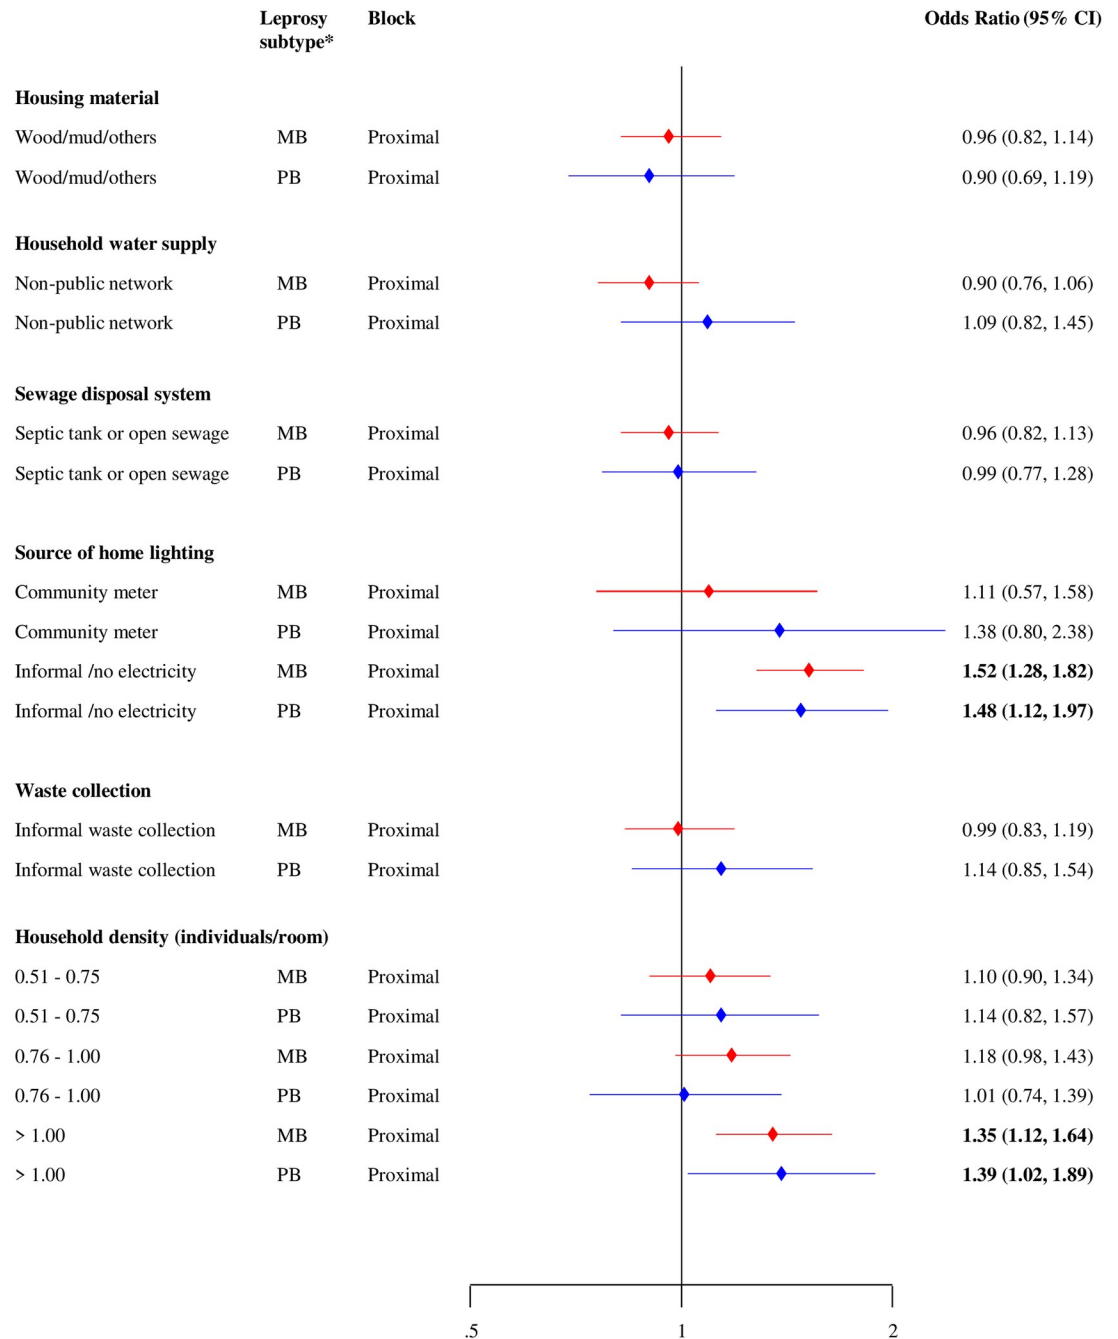 Leprosy Block Odds Ratio (95% CI)
subtype*
Housing material
Wood/mud/others MB Proximal 0.96 (0.82, 1.14)
Wood/mud/others PB Proximal 0.90 (0.69, 1.19)
Household water supply
Non-public network MB Proximal 0.90 (0.76, 1.06)
Non-public network PB Proximal 1.09 (0.82, 1.45)
Sewage disposal system
Septic tank or open sewage MB Proximal 0.96 (0.82, 1.13)
Septic tank or open sewage PB Proximal 0.99 (0.77, 1.28)
Source of home lighting
Community meter MB Proximal 1.11 (0.57, 1.58)
Community meter PB Proximal 1.38 (0.80, 2.38)
Informal /no electricity MB Proximal 1.52 (1.28, 1.82)
Informal /no electricity PB Proximal 1.48 (1.12, 1.97)
Waste collection
Informal waste collection MB Proximal 0.99 (0.83, 1.19)
Informal waste collection PB Proximal 1.14 (0.85, 1.54)
Household density (individuals/room)
0.51 - 0.75 MB Proximal 1.10 (0.90, 1.34)
0.51 - 0.75 PB Proximal 1.14 (0.82, 1.57)
0.76 - 1.00 MB Proximal 1.18 (0.98, 1.43)
0.76 - 1.00 PB Proximal 1.01 (0.74, 1.39)
> 1.00 MB Proximal 1.35 (1.12, 1.64)
> 1.00 PB Proximal 1.39 (1.02, 1.89)
.5 1 2